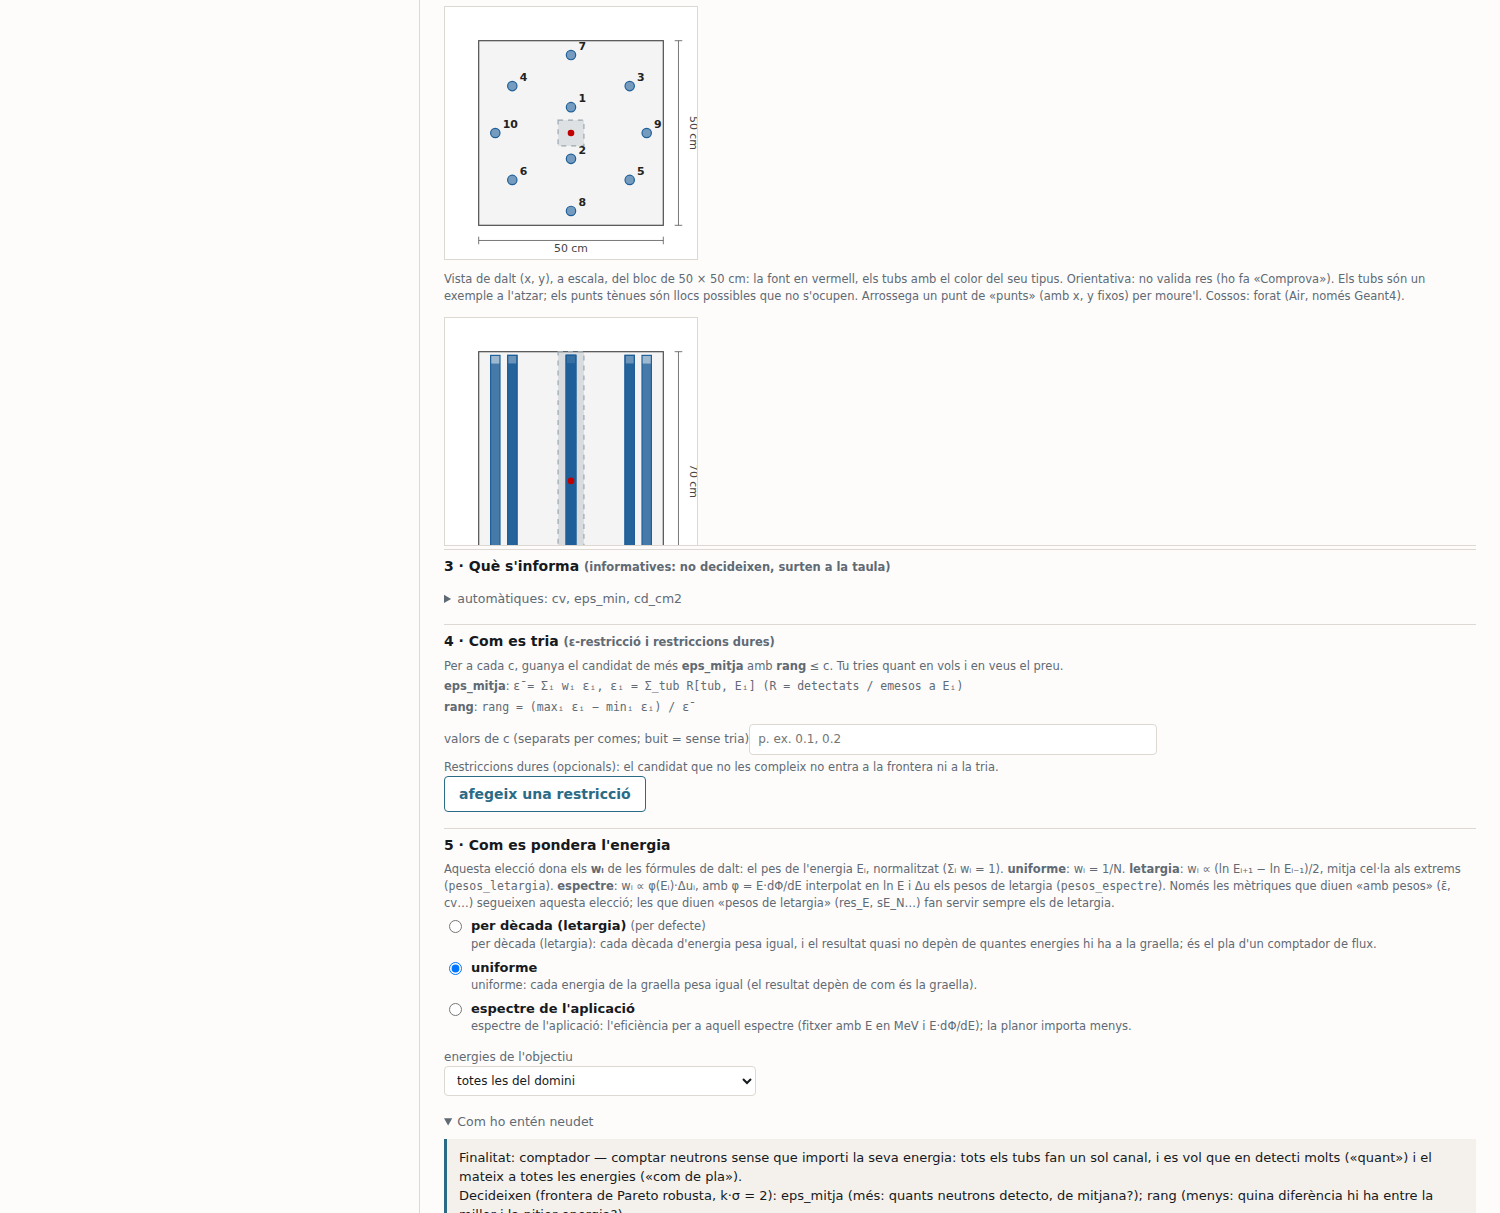 7
4
3
1
10
9
2
6
5
8
50 cm
50 cm
Vista de dalt (x, y), a escala, del bloc de 50 × 50 cm: la font en vermell, els tubs amb el color del seu tipus. Orientativa: no valida res (ho fa «Comprova»). Els tubs són un
exemple a l'atzar; els punts tènues són llocs possibles que no s'ocupen. Arrossega un punt de «punts» (amb x, y fixos) per moure'l. Cossos: forat (Air, només Geant4).
70 cm
3 · Què s'informa (informatives: no decideixen, surten a la taula)
▶ automàtiques: cv, eps_min, cd_cm2
4 · Com es tria (ε-restricció i restriccions dures)
Per a cada c, guanya el candidat de més eps_mitja amb rang ≤ c. Tu tries quant en vols i en veus el preu.
eps_mitja: ε̄ = Σᵢ wᵢ εᵢ, εᵢ = Σ_tub R[tub, Eᵢ] (R = detectats / emesos a Eᵢ)
rang: rang = (maxᵢ εᵢ − minᵢ εᵢ) / ε̄
valors de c (separats per comes; buit = sense tria) p. ex. 0.1, 0.2
Restriccions dures (opcionals): el candidat que no les compleix no entra a la frontera ni a la tria.
afegeix una restricció
5 · Com es pondera l'energia
Aquesta elecció dona els wᵢ de les fórmules de dalt: el pes de l'energia Eᵢ, normalitzat (Σᵢ wᵢ = 1). uniforme: wᵢ = 1/N. letargia: wᵢ ∝ (ln Eᵢ₊₁ − ln Eᵢ₋₁)/2, mitja cel·la als extrems
(pesos_letargia). espectre: wᵢ ∝ φ(Eᵢ)·Δuᵢ, amb φ = E·dΦ/dE interpolat en ln E i Δu els pesos de letargia (pesos_espectre). Només les mètriques que diuen «amb pesos» (ε̄,
cv…) segueixen aquesta elecció; les que diuen «pesos de letargia» (res_E, sE_N…) fan servir sempre els de letargia.
per dècada (letargia) (per defecte)
per dècada (letargia): cada dècada d'energia pesa igual, i el resultat quasi no depèn de quantes energies hi ha a la graella; és el pla d'un comptador de flux.
uniforme
uniforme: cada energia de la graella pesa igual (el resultat depèn de com és la graella).
espectre de l'aplicació
espectre de l'aplicació: l'eficiència per a aquell espectre (fitxer amb E en MeV i E·dΦ/dE); la planor importa menys.
energies de l'objectiu
totes les del domini
▼ Com ho entén neudet
Finalitat: comptador — comptar neutrons sense que importi la seva energia: tots els tubs fan un sol canal, i es vol que en detecti molts («quant») i el
mateix a totes les energies («com de pla»).
Decideixen (frontera de Pareto robusta, k·σ = 2): eps_mitja (més: quants neutrons detecto, de mitjana?); rang (menys: quina diferència hi ha entre la
millor i la pitjor energia?)